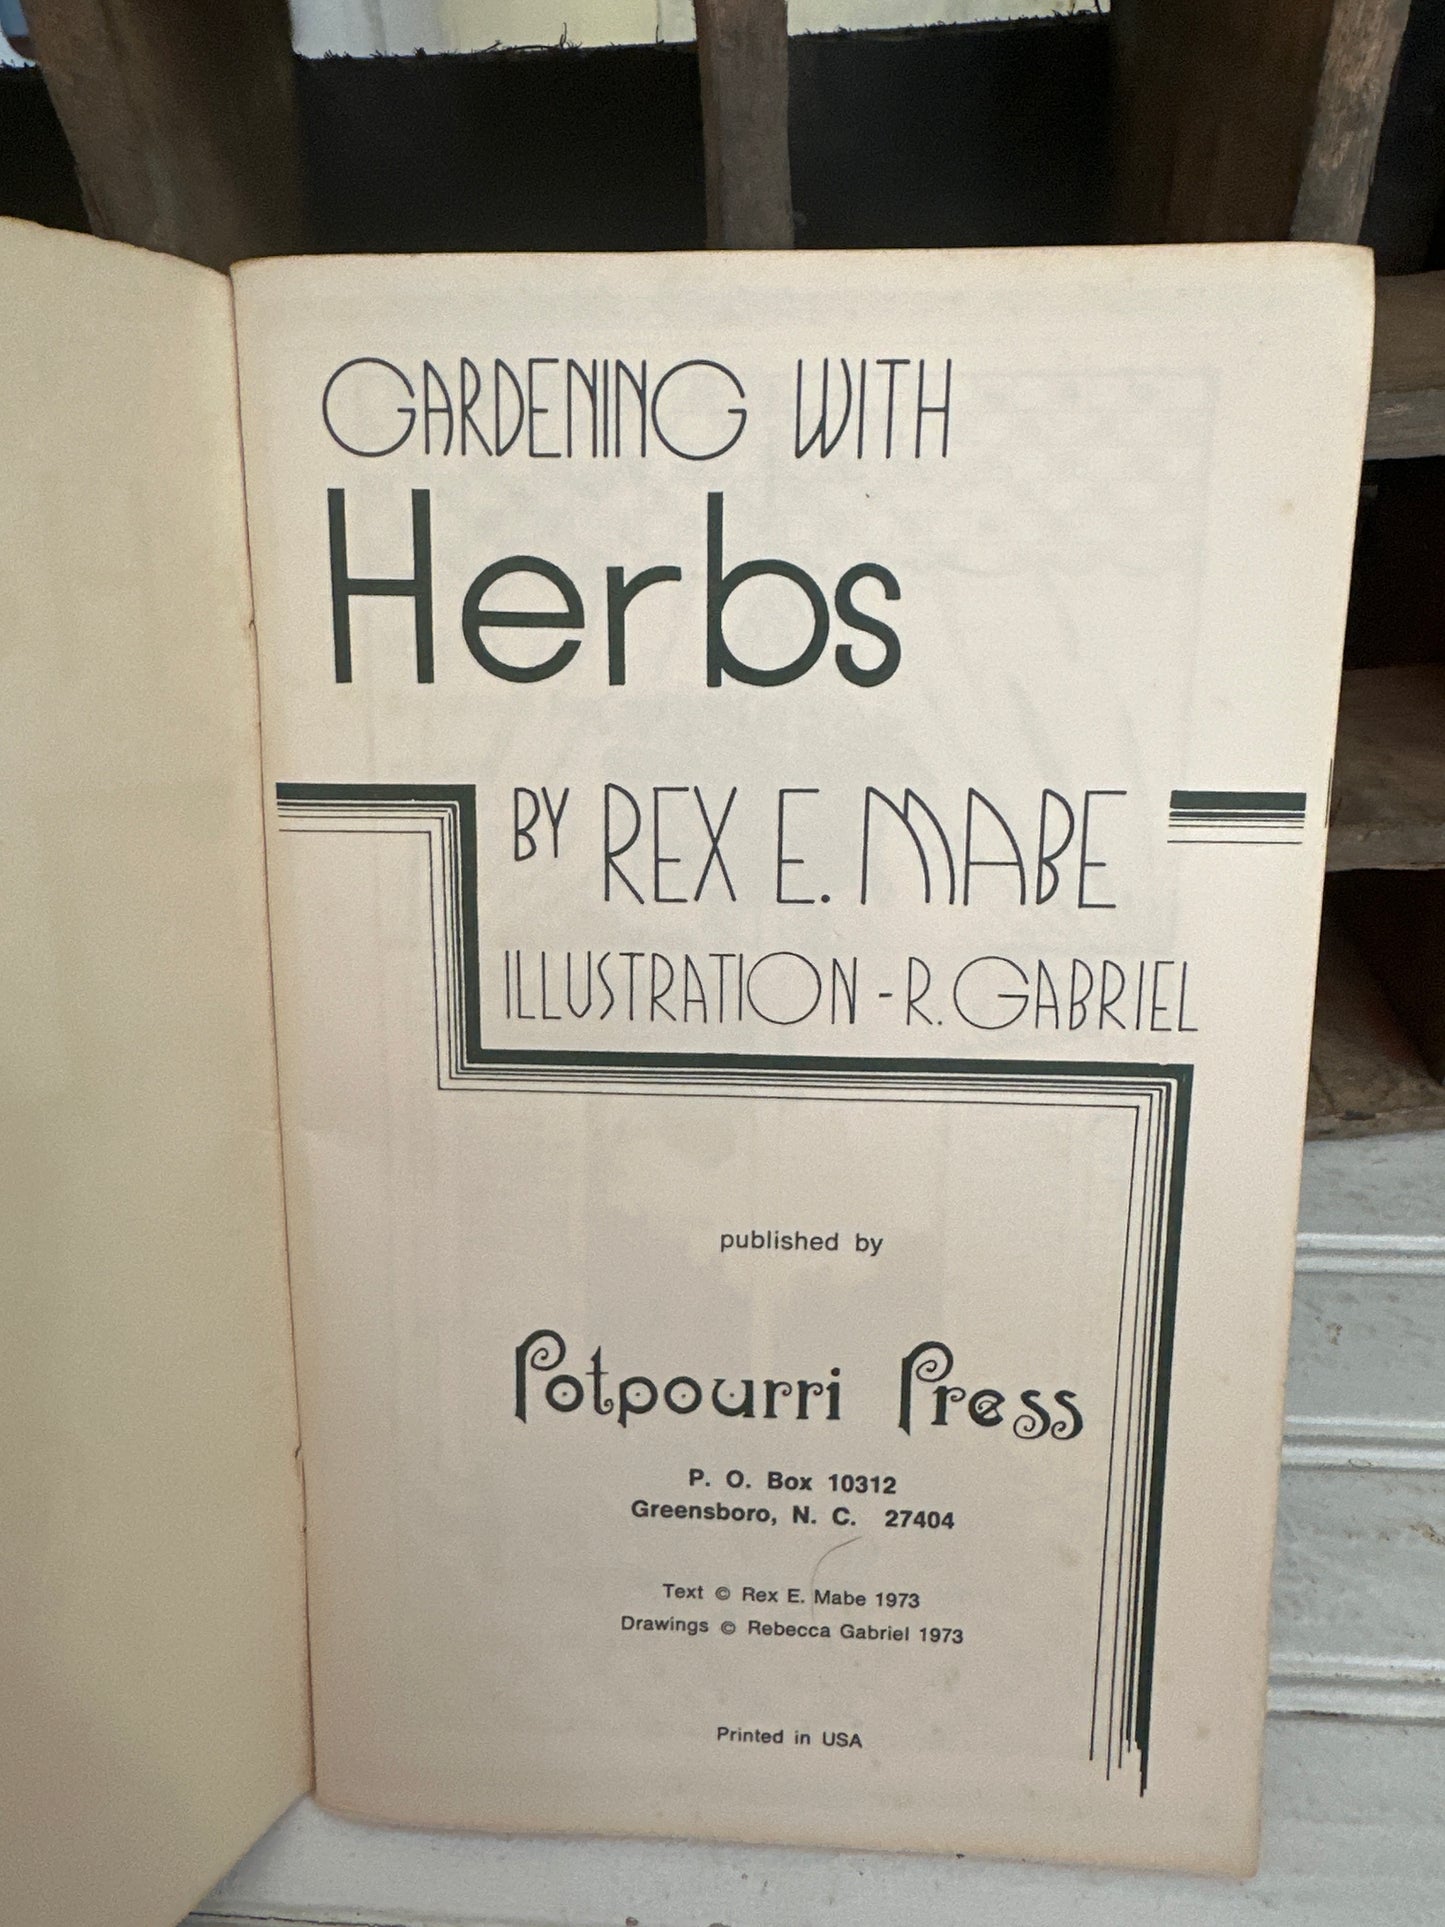 GARDENING WITH
Herbs
BY REX E. MABE
ILLUSTRATION - R. GABRIEL
published by
Potpourri Press
P. O. Box 10312
Greensboro, N. C. 27404
Text © Rex E. Mabe 1973
Drawings © Rebecca Gabriel 1973
Printed in USA